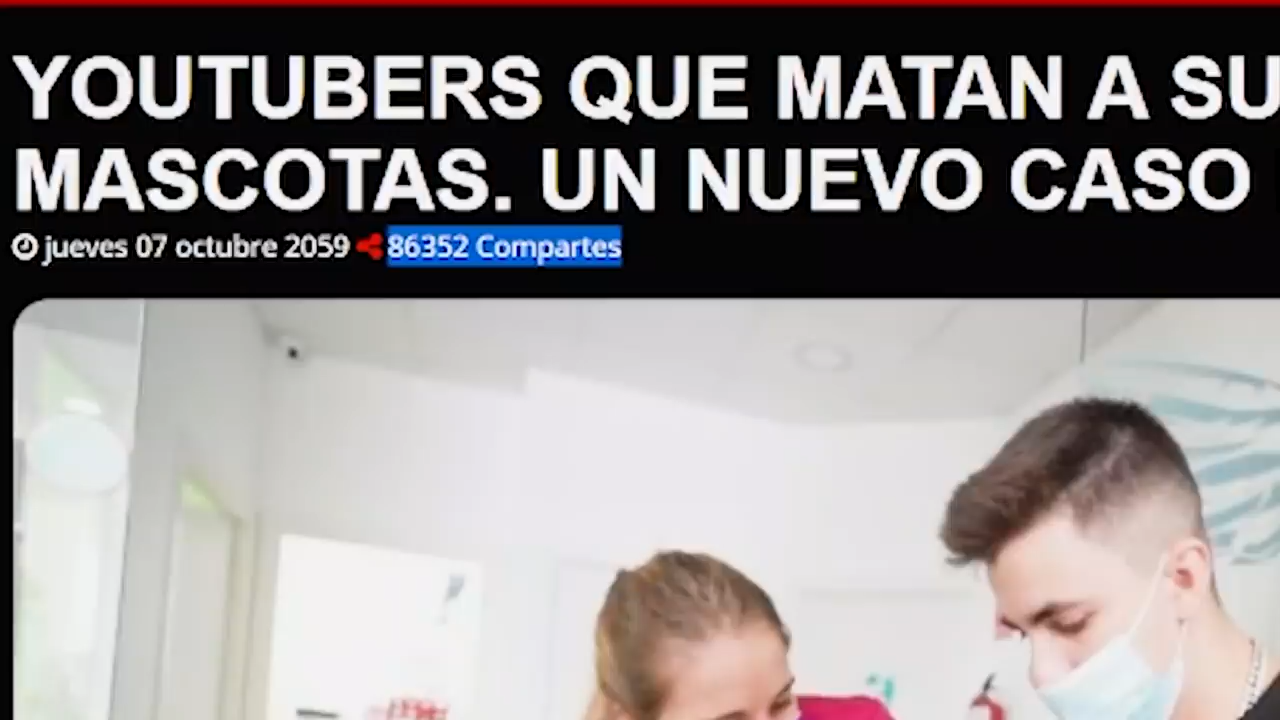 YOUTUBERS QUE MATAN A SU
MASCOTAS. UN NUEVO CASO
jueves 07 octubre 2059 86352 Compartes